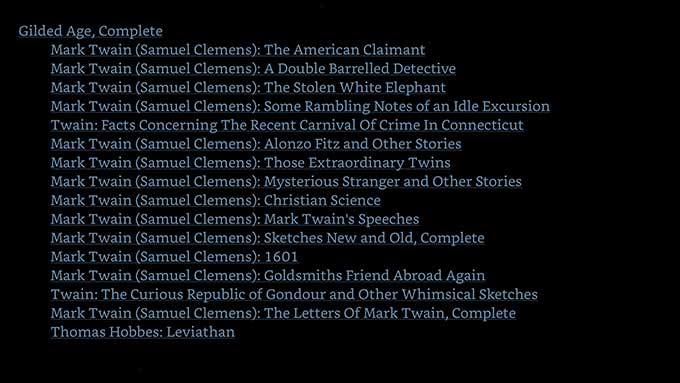 Gilded Age, Complete
Mark Twain (Samuel Clemens): The American Claimant
Mark Twain (Samuel Clemens): A Double Barrelled Detective
Mark Twain (Samuel Clemens): The Stolen White Elephant
Mark Twain (Samuel Clemens): Some Rambling Notes of an Idle Excursion
Twain: Facts Concerning The Recent Carnival Of Crime In Connecticut
Mark Twain (Samuel Clemens): Alonzo Fitz and Other Stories
Mark Twain (Samuel Clemens): Those Extraordinary Twins
Mark Twain (Samuel Clemens): Mysterious Stranger and Other Stories
Mark Twain (Samuel Clemens): Christian Science
Mark Twain (Samuel Clemens): Mark Twain's Speeches
Mark Twain (Samuel Clemens): Sketches New and Old, Complete
Mark Twain (Samuel Clemens): 1601
Mark Twain (Samuel Clemens): Goldsmiths Friend Abroad Again
Twain: The Curious Republic of Gondour and Other Whimsical Sketches
Mark Twain (Samuel Clemens): The Letters Of Mark Twain, Complete
Thomas Hobbes: Leviathan